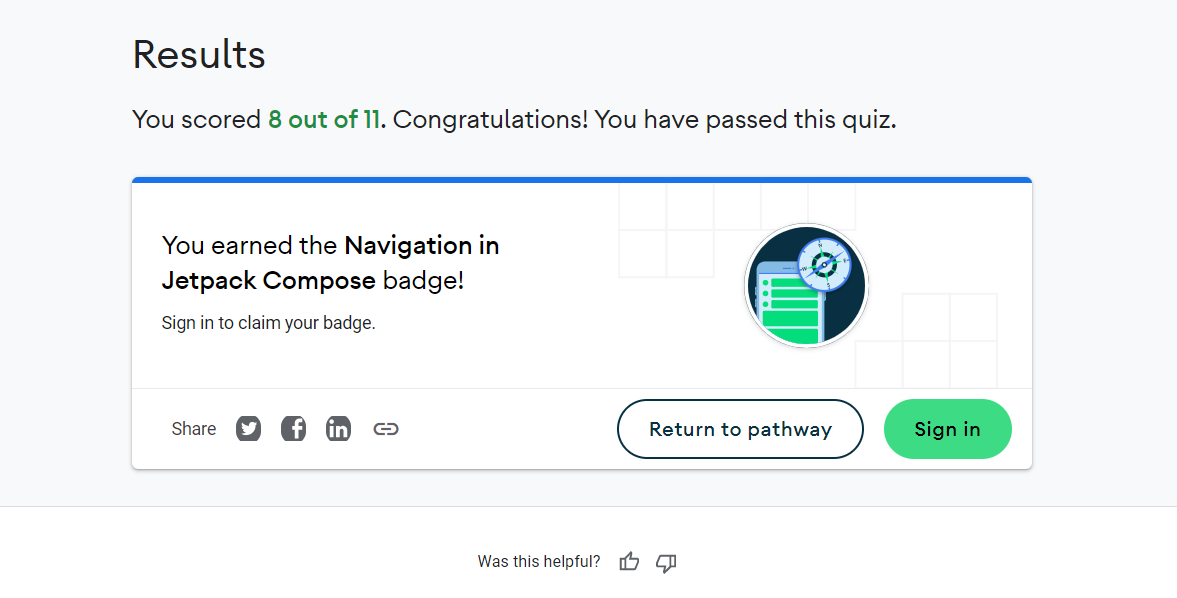 Results
You scored 8 out of 11. Congratulations! You have passed this quiz.
You earned the Navigation in
Jetpack Compose badge!
Sign in to claim your badge.
Share
Return to pathway
Sign in
Was this helpful?